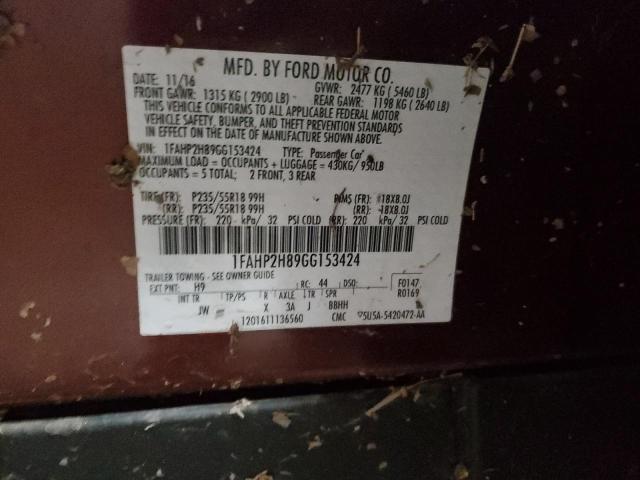 MFD. BY FORD MOTOR CO.
DATE: 11/16 GVWR: 2477 KG ( 5460 LB)
FRONT GAWR: 1315 KG ( 2900 LB) REAR GAWR: 1198 KG ( 2640 LB)
THIS VEHICLE CONFORMS TO ALL APPLICABLE FEDERAL MOTOR
VEHICLE SAFETY, BUMPER, AND THEFT PREVENTION STANDARDS
IN EFFECT ON THE DATE OF MANUFACTURE SHOWN ABOVE.
VIN: 1FAHP2H89GG153424 TYPE: Passenger Car
MAXIMUM LOAD = OCCUPANTS + LUGGAGE = 430KG/ 950LB
OCCUPANTS = 5 TOTAL; 2 FRONT, 3 REAR
TIRE (FR): P235/55R18 99H RIMS (FR): 18X8.0J
(RR): P235/55R18 99H (RR): 18X8.0J
PRESSURE (FR): 220 kPa/ 32 PSI COLD (RR): 220 kPa/ 32 PSI COLD
1FAHP2H89GG153424
TRAILER TOWING - SEE OWNER GUIDE
EXT PNT: H9 RC: 44 DSO: F0147
R0169
INT TR TP/PS R AXLE TR SPR
JW X 3A J BBHH
1201611136560 CMC 5U5A-5420472-AA